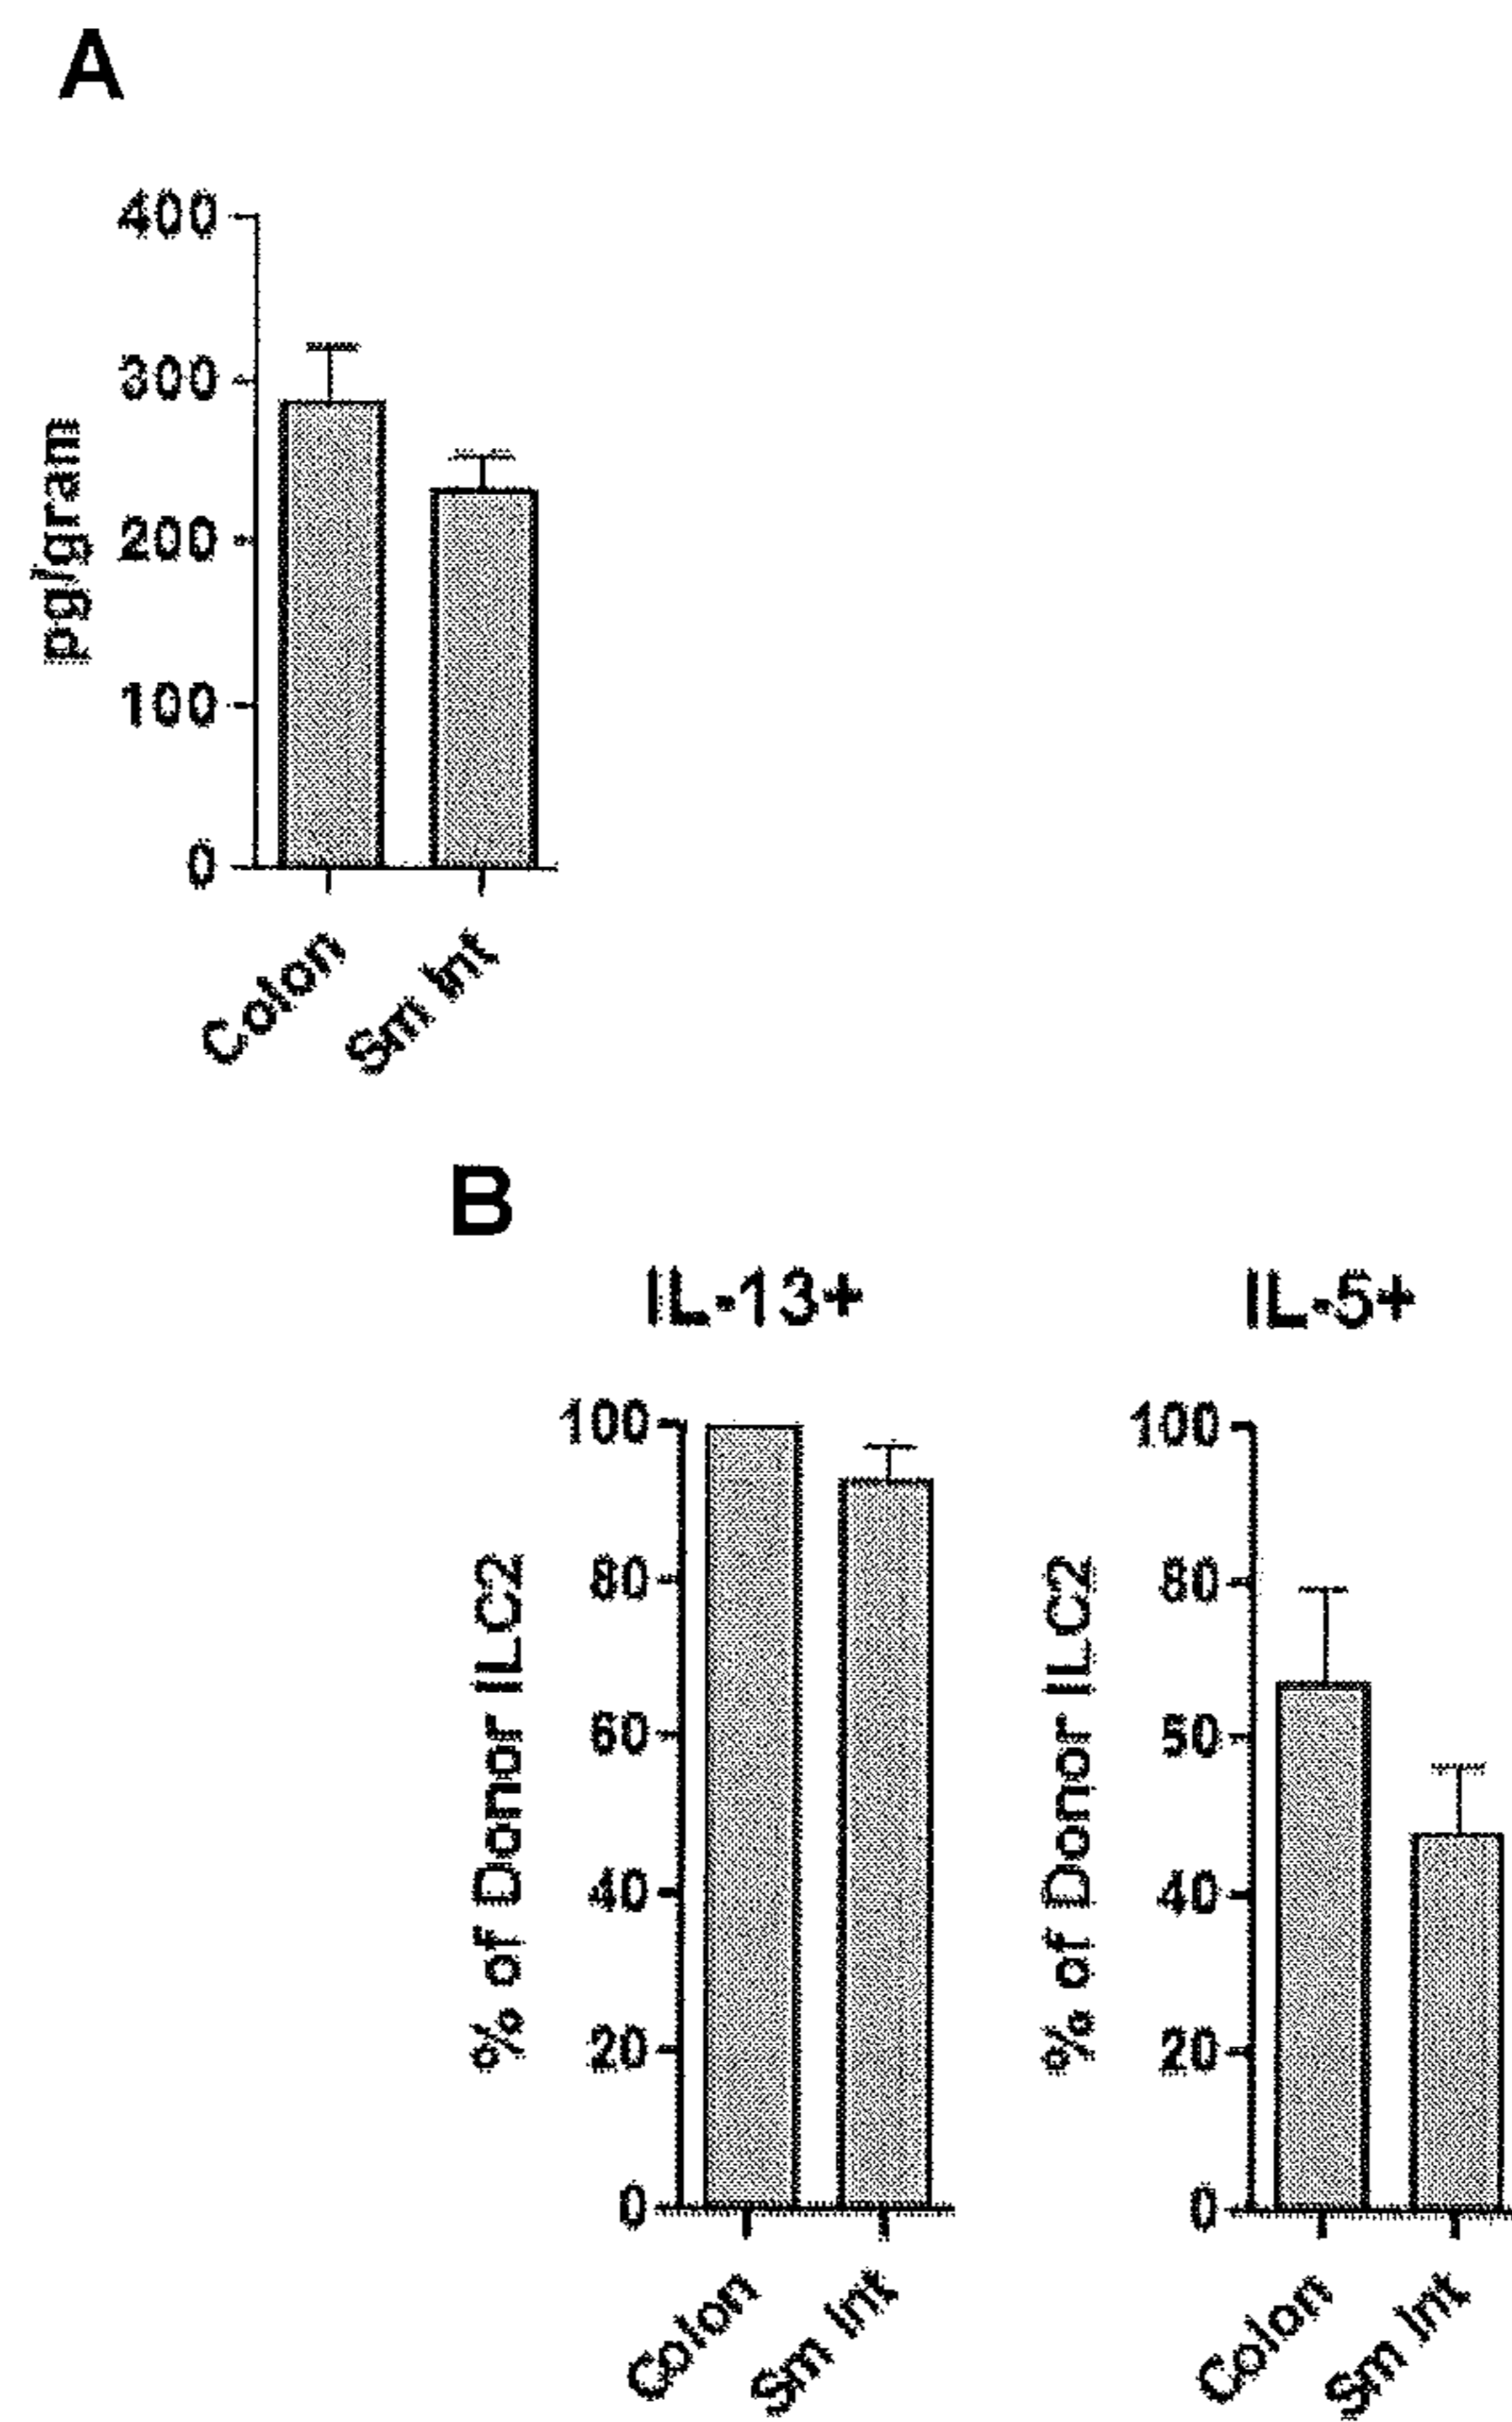 A
400
300
200
100
0
pg/gram
Colon
Sm Int
B
IL-13+
100
80
60
40
20
0
% of Donor ILC2
Colon
Sm Int
IL-5+
100
80
60
40
20
0
% of Donor ILC2
Colon
Sm Int